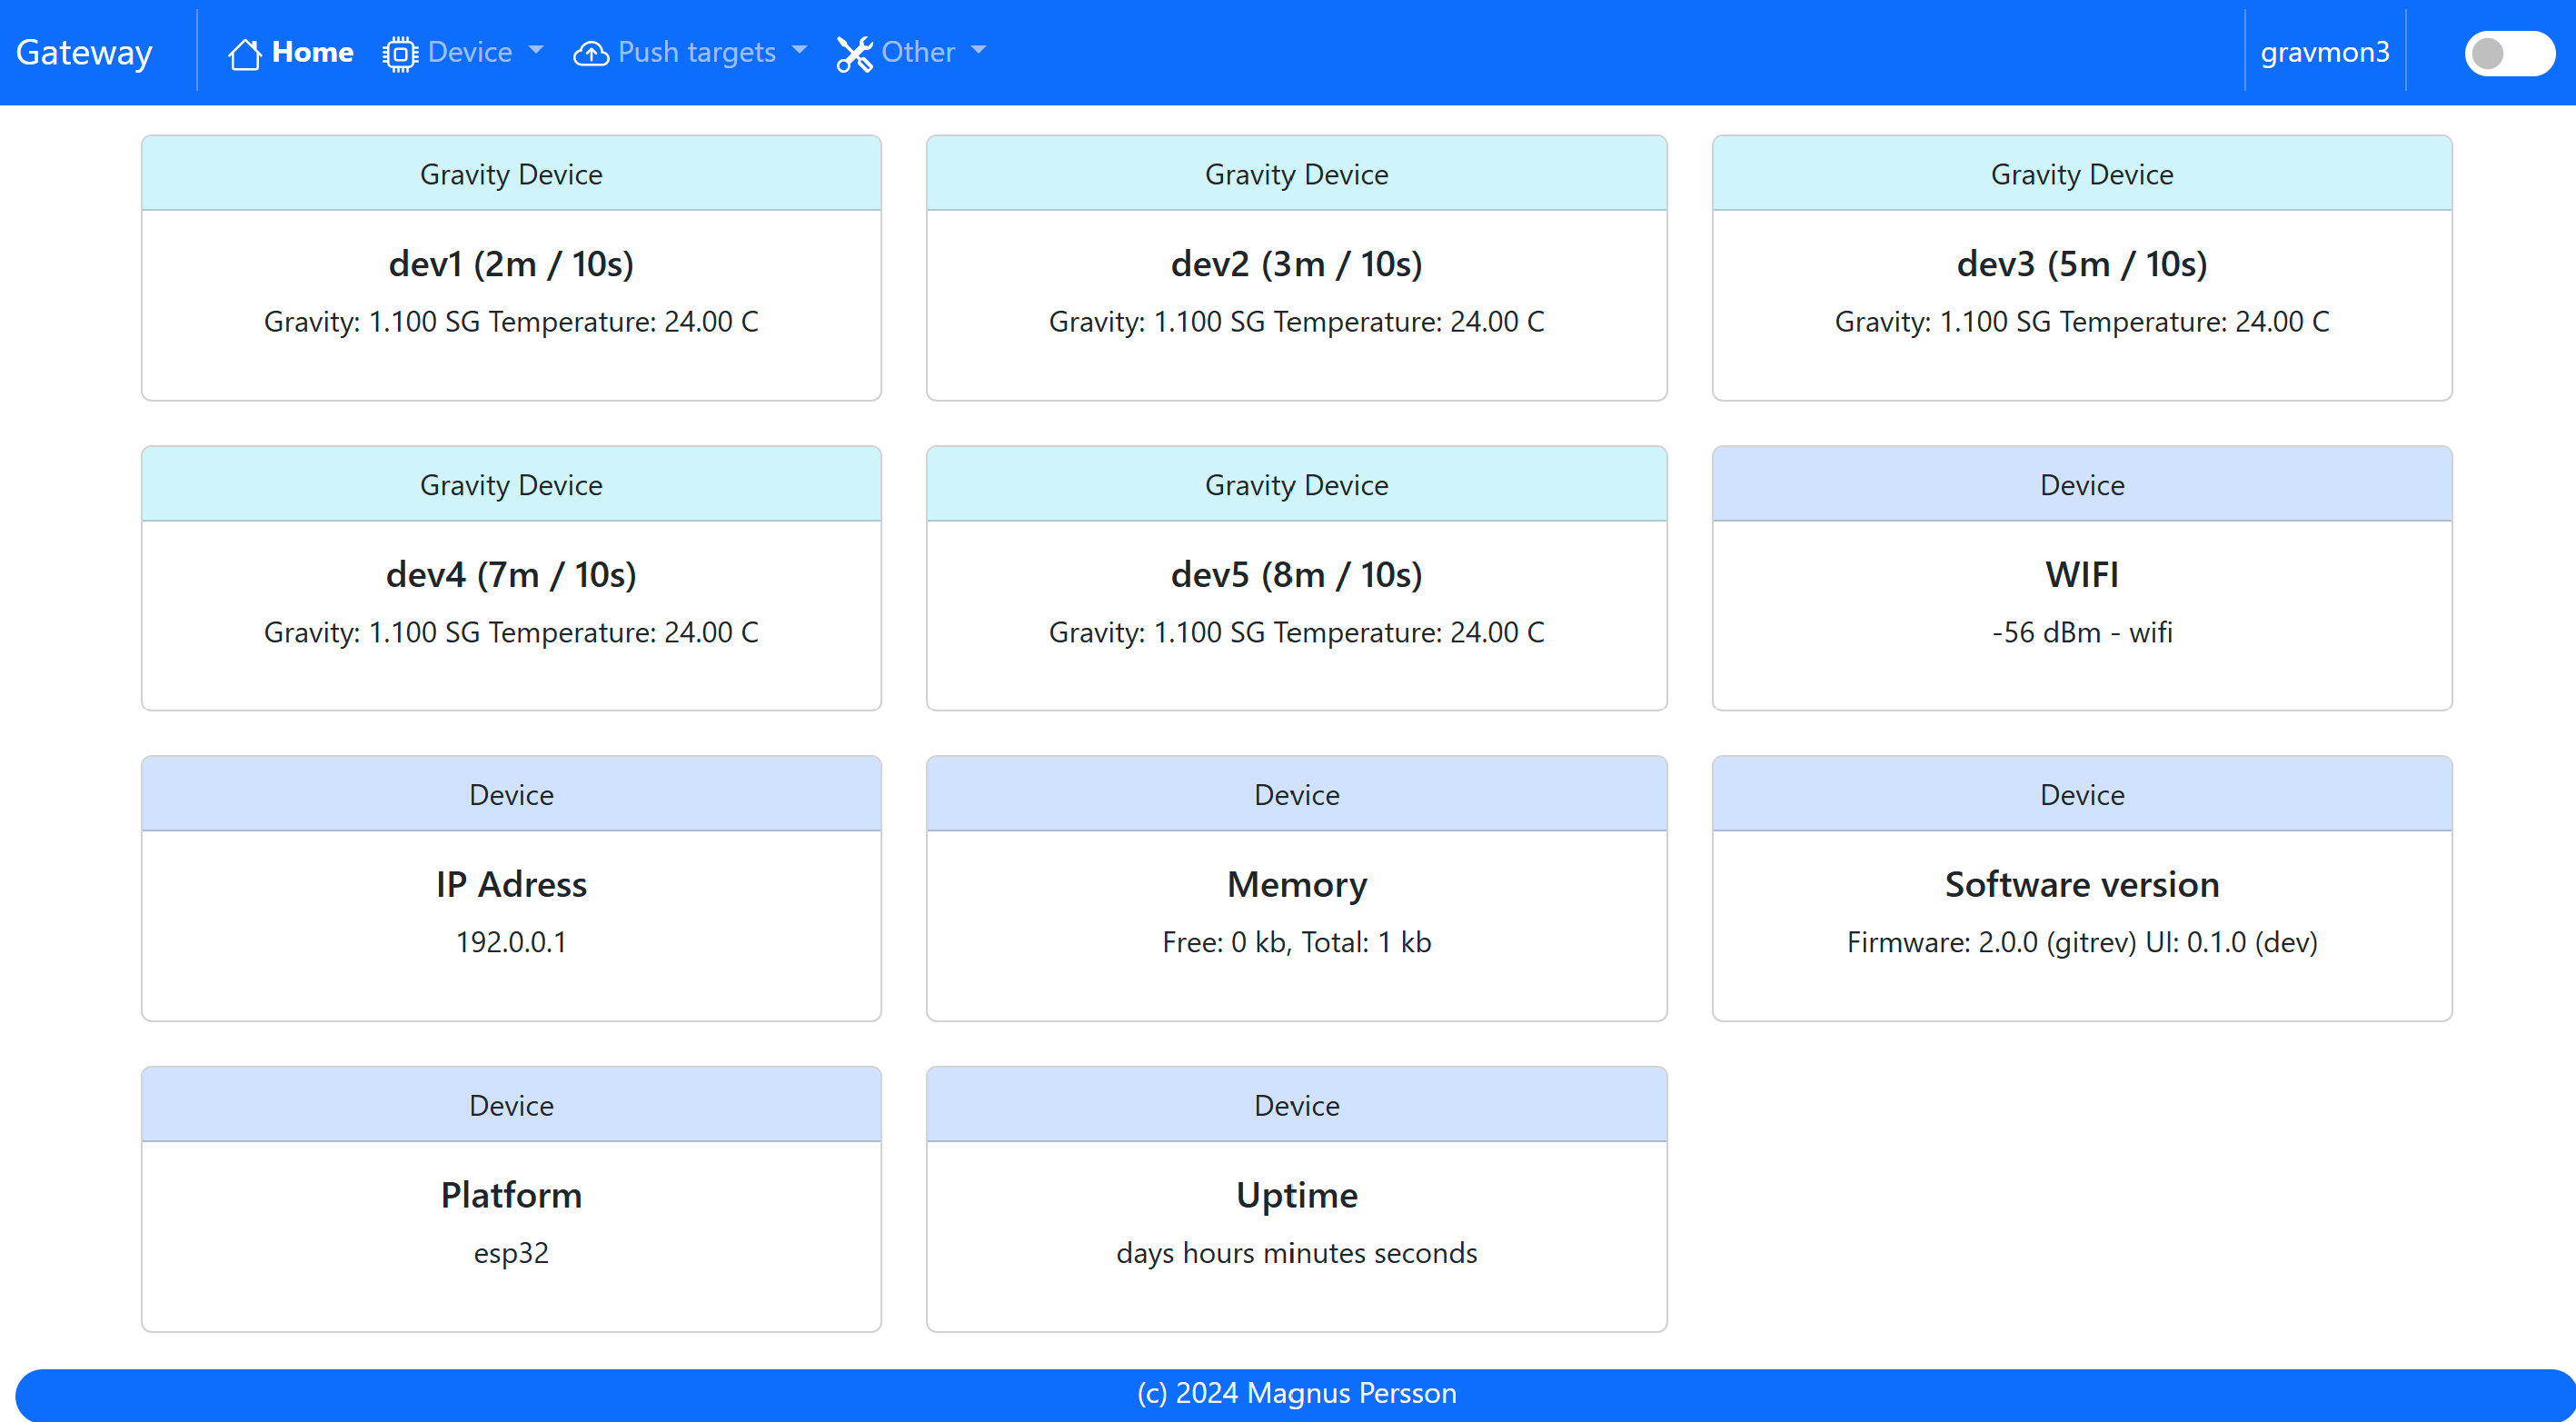 Gateway Home Device Push targets Other gravmon3
Gravity Device
dev1 (2m / 10s)
Gravity: 1.100 SG Temperature: 24.00 C
Gravity Device
dev2 (3m / 10s)
Gravity: 1.100 SG Temperature: 24.00 C
Gravity Device
dev3 (5m / 10s)
Gravity: 1.100 SG Temperature: 24.00 C
Gravity Device
dev4 (7m / 10s)
Gravity: 1.100 SG Temperature: 24.00 C
Gravity Device
dev5 (8m / 10s)
Gravity: 1.100 SG Temperature: 24.00 C
Device
WIFI
-56 dBm - wifi
Device
IP Adress
192.0.0.1
Device
Memory
Free: 0 kb, Total: 1 kb
Device
Software version
Firmware: 2.0.0 (gitrev) UI: 0.1.0 (dev)
Device
Platform
esp32
Device
Uptime
days hours minutes seconds
(c) 2024 Magnus Persson